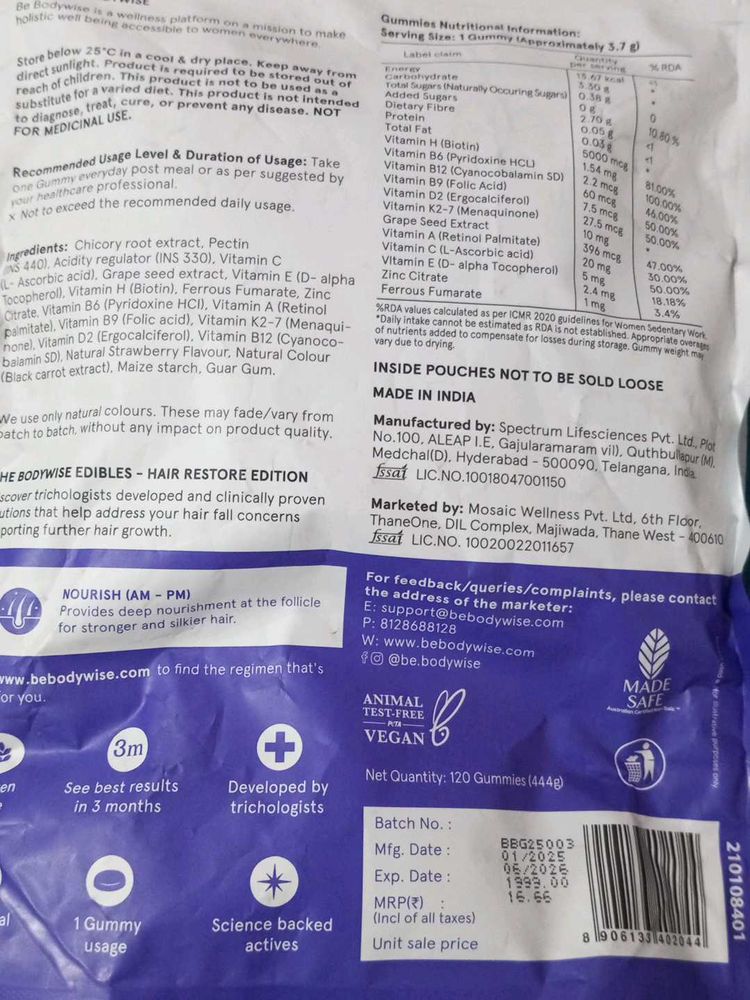 Be Bodywise is a wellness platform on a mission to make
holistic well being accessible to women everywhere.
Store below 25°C in a cool & dry place. Keep away from
direct sunlight. Product is required to be stored out of
reach of children. This product is not to be used as a
substitute for a varied diet. This product is not intended
to diagnose, treat, cure, or prevent any disease. NOT
FOR MEDICINAL USE.
Recommended Usage Level & Duration of Usage: Take
one Gummy everyday post meal or as per suggested by
your healthcare professional.
x Not to exceed the recommended daily usage.
Ingredients: Chicory root extract, Pectin
(INS 440), Acidity regulator (INS 330), Vitamin C
(L- Ascorbic acid), Grape seed extract, Vitamin E (D- alpha
Tocopherol), Vitamin H (Biotin), Ferrous Fumarate, Zinc
Citrate, Vitamin B6 (Pyridoxine HCl), Vitamin A (Retinol
palmitate), Vitamin B9 (Folic acid), Vitamin K2-7 (Menaqui-
none), Vitamin D2 (Ergocalciferol), Vitamin B12 (Cyanoco-
balamin SD), Natural Strawberry Flavour, Natural Colour
(Black carrot extract), Maize starch, Guar Gum.
We use only natural colours. These may fade/vary from
batch to batch, without any impact on product quality.
HE BODYWISE EDIBLES - HAIR RESTORE EDITION
scover trichologists developed and clinically proven
utions that help address your hair fall concerns
porting further hair growth.
NOURISH (AM - PM)
Provides deep nourishment at the follicle
for stronger and silkier hair.
www.bebodywise.com to find the regimen that's
or you.
en
3m
See best results
in 3 months
Developed by
trichologists
al
1 Gummy
usage
Science backed
actives
Gummies Nutritional Information:
Serving Size: 1 Gummy (Approximately 3.7 g)
Label claim Quantity per serving % RDA
Energy 15.67 kcal <1
Carbohydrate 3.30 g *
Total Sugars (Naturally Occuring Sugars) 0.38 g *
Added Sugars 0 g 0
Dietary Fibre 2.70 g 10.80 %
Protein 0.05 g <1
Total Fat 0.03 g <1
Vitamin H (Biotin) 5000 mcg *
Vitamin B6 (Pyridoxine HCL) 1.54 mg 81.00%
Vitamin B12 (Cyanocobalamin SD) 2.2 mcg 100.00%
Vitamin B9 (Folic Acid) 60 mcg 46.00%
Vitamin D2 (Ergocalciferol) 7.5 mcg 50.00%
Vitamin K2-7 (Menaquinone) 27.5 mcg 50.00%
Grape Seed Extract 10 mg *
Vitamin A (Retinol Palmitate) 396 mcg 47.00%
Vitamin C (L-Ascorbic acid) 20 mg 30.00%
Vitamin E (D- alpha Tocopherol) 5 mg 50.00%
Zinc Citrate 2.4 mg 18.18%
Ferrous Fumarate 1 mg 3.4%
%RDA values calculated as per ICMR 2020 guidelines for Women Sedentary Work.
*Daily intake cannot be estimated as RDA is not established. Appropriate overages
of nutrients added to compensate for losses during storage. Gummy weight may
vary due to drying.
INSIDE POUCHES NOT TO BE SOLD LOOSE
MADE IN INDIA
Manufactured by: Spectrum Lifesciences Pvt. Ltd., Plot
No.100, ALEAP I.E, Gajularamaram vil), Quthbullapur (M),
Medchal(D), Hyderabad - 500090, Telangana, India.
fssai LIC.NO.10018047001150
Marketed by: Mosaic Wellness Pvt. Ltd, 6th Floor,
ThaneOne, DIL Complex, Majiwada, Thane West - 400610
fssai LIC.NO. 10020022011657
For feedback/queries/complaints, please contact
the address of the marketer:
E: support@bebodywise.com
P: 8128688128
W: www.bebodywise.com
@be.bodywise
ANIMAL
TEST-FREE
PETA
VEGAN
MADE
SAFE
Net Quantity: 120 Gummies (444g)
Batch No. : BBG25003
Mfg. Date : 01/2025
Exp. Date : 06/2026
MRP(₹) : 1999.00
(Incl of all taxes)
Unit sale price 16.66
8 906133 402044
210108401